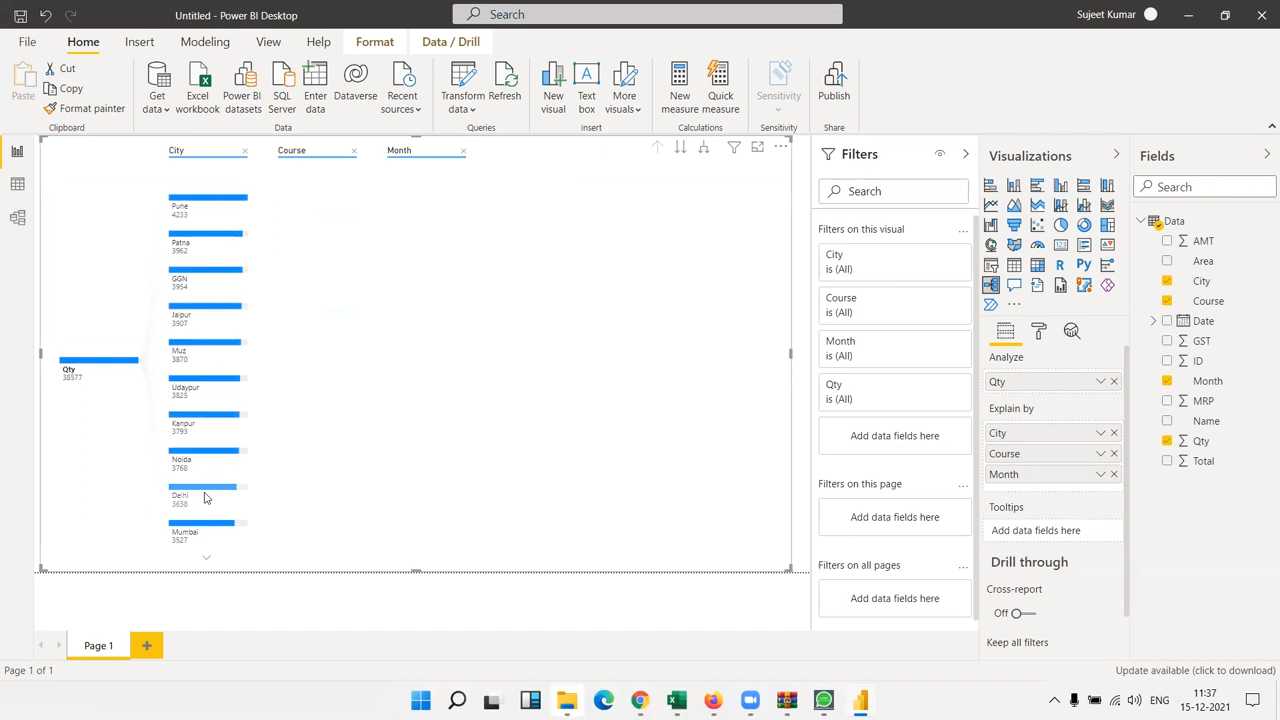 Untitled - Power BI Desktop
Search
Sujeet Kumar
File
Home
Insert
Modeling
View
Help
Format
Data / Drill
Paste
Cut
Copy
Format painter
Clipboard
Get data
Excel workbook
Power BI datasets
SQL Server
Enter data
Dataverse
Recent sources
Data
Transform data
Refresh
Queries
New visual
Text box
More visuals
Insert
New measure
Quick measure
Calculations
Sensitivity
Sensitivity
Publish
Share
City
Course
Month
Qty
38577
Pune
4233
Patna
3962
GGN
3954
Jaipur
3907
Muz
3870
Udaypur
3825
Kanpur
3793
Noida
3768
Delhi
3638
Mumbai
3527
Filters
Search
Filters on this visual
City
is (All)
Course
is (All)
Month
is (All)
Qty
is (All)
Add data fields here
Filters on this page
Add data fields here
Filters on all pages
Add data fields here
Visualizations
R
Py
Analyze
Qty
Explain by
City
Course
Month
Tooltips
Add data fields here
Drill through
Cross-report
Off
Keep all filters
Fields
Search
Data
AMT
Area
City
Course
Date
GST
ID
Month
MRP
Name
Qty
Total
Page 1
Page 1 of 1
Update available (click to download)
ENG
11:37
15-12-2021